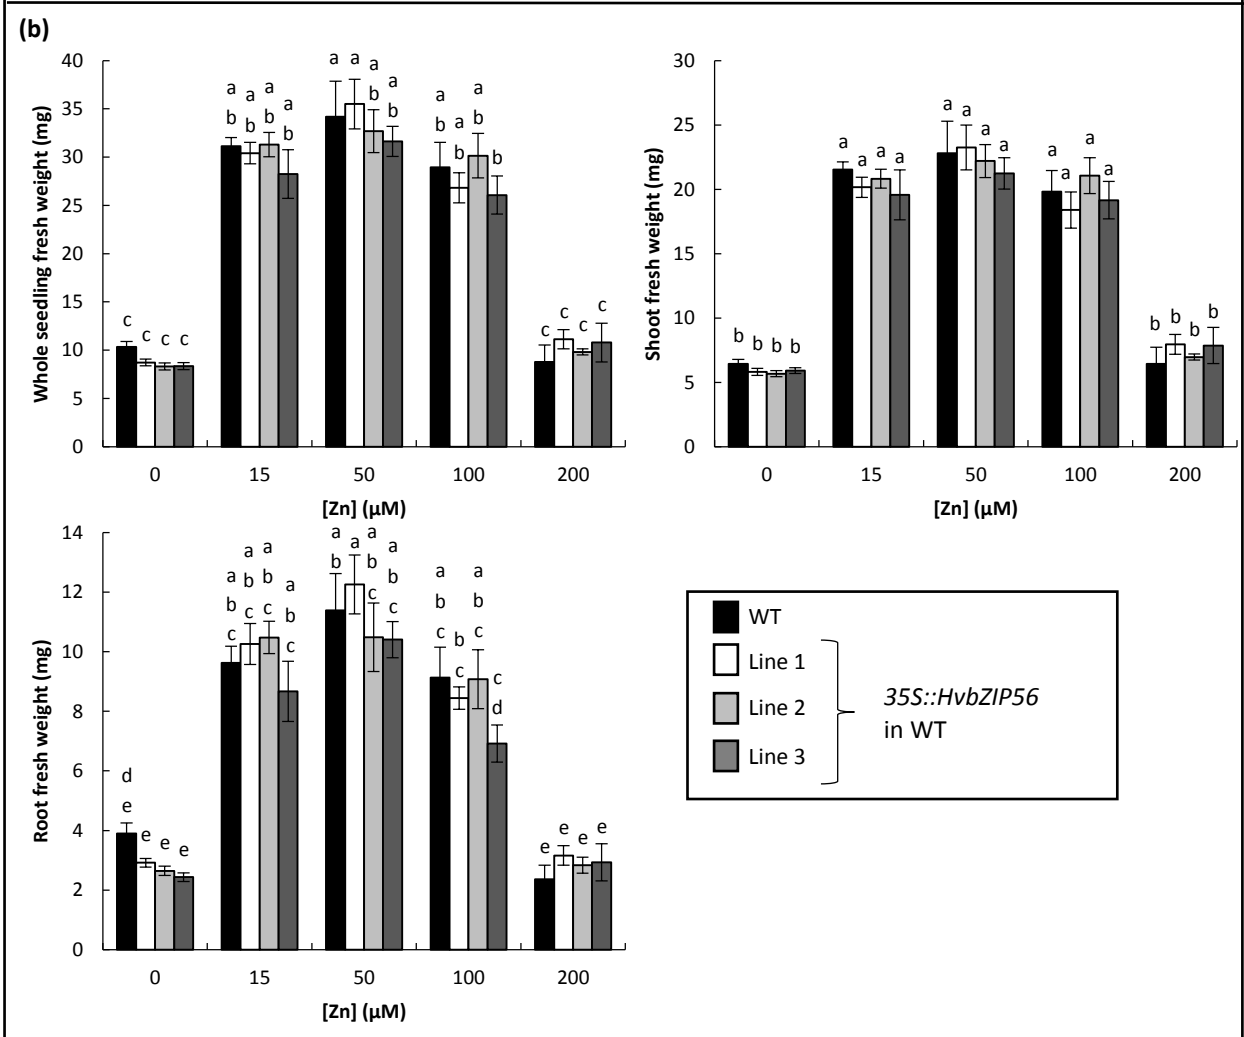 (b)
Whole seedling fresh weight (mg)
40
35
30
25
20
15
10
5
0
c c c c
a a a a
b b b b
a a a a
b b
a a a
b b b b
c c c c
0 15 50 100 200
[Zn] (µM)
Shoot fresh weight (mg)
30
25
20
15
10
5
0
b b b b
a a a a
a a a a
a a a a
b b b b
0 15 50 100 200
[Zn] (µM)
Root fresh weight (mg)
14
12
10
8
6
4
2
0
d
e e e e
a a a a
b b b b
c c c c
a a a a
b b b
c c
a a
b b b
c c c c
d
e e e e
0 15 50 100 200
[Zn] (µM)
WT
Line 1
Line 2
Line 3
35S::HvbZIP56
in WT